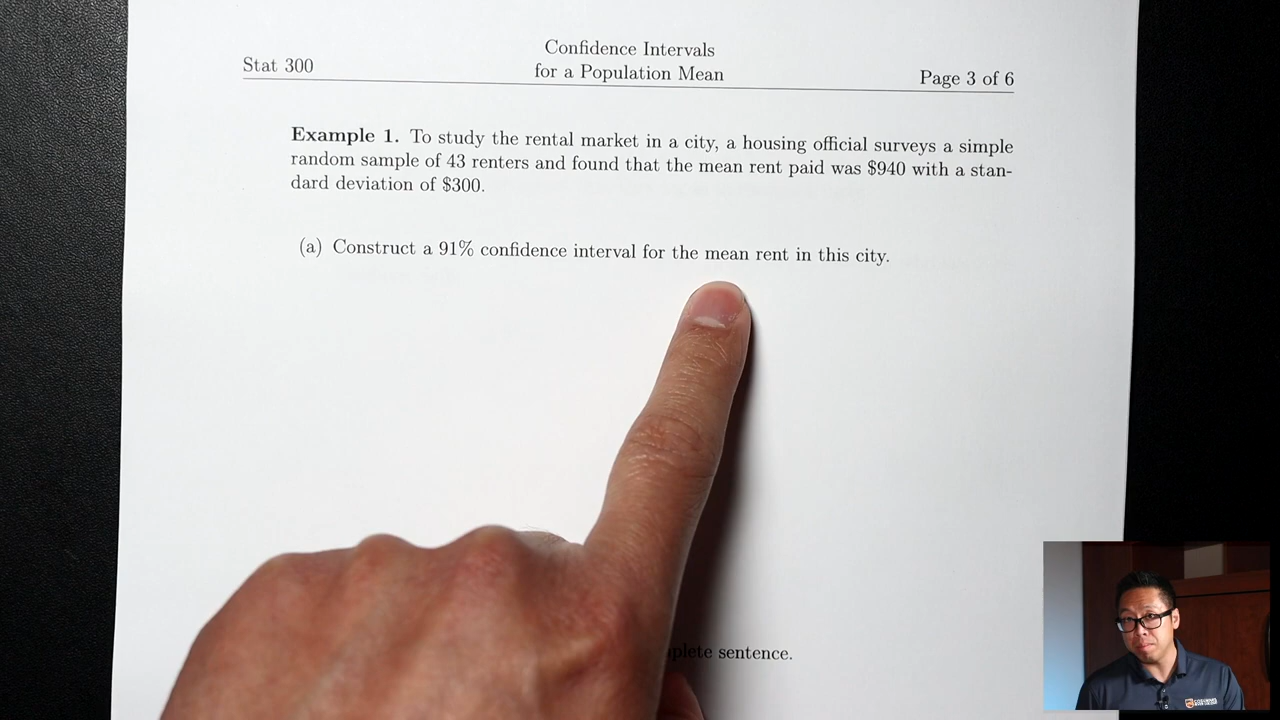 Confidence Intervals
Stat 300
for a Population Mean
Page 3 of 6
Example 1. To study the rental market in a city, a housing official surveys a simple
random sample of 43 renters and found that the mean rent paid was $940 with a stan-
dard deviation of $300.
(a) Construct a 91% confidence interval for the mean rent in this city.
sentence.